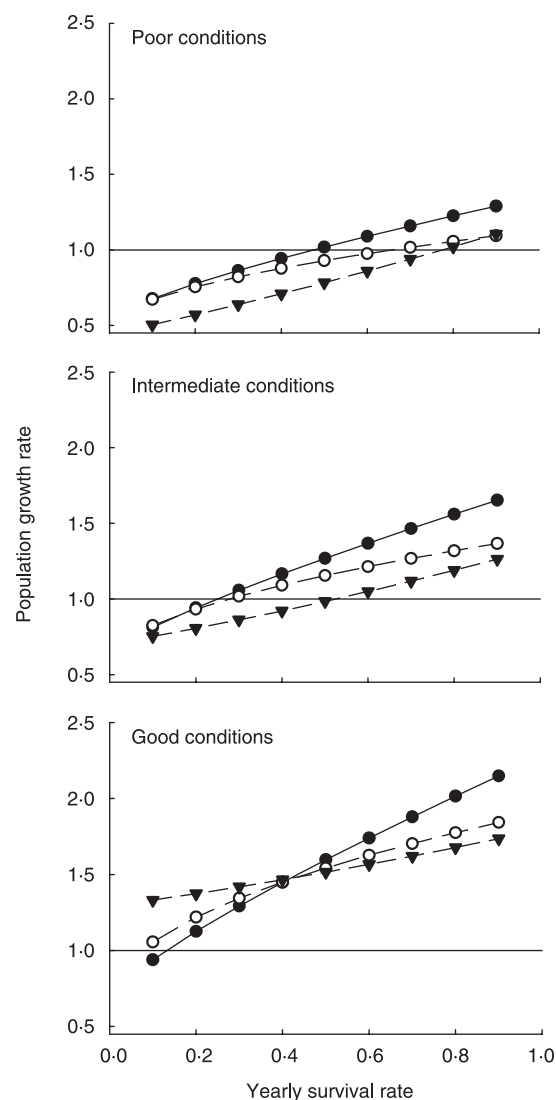 2·5
Poor conditions
2·0
1·5
1·0
0·5
2·5
Intermediate conditions
2·0
1·5
1·0
0·5
Population growth rate
2·5
Good conditions
2·0
1·5
1·0
0·5
0·0 0·2 0·4 0·6 0·8 1·0
Yearly survival rate